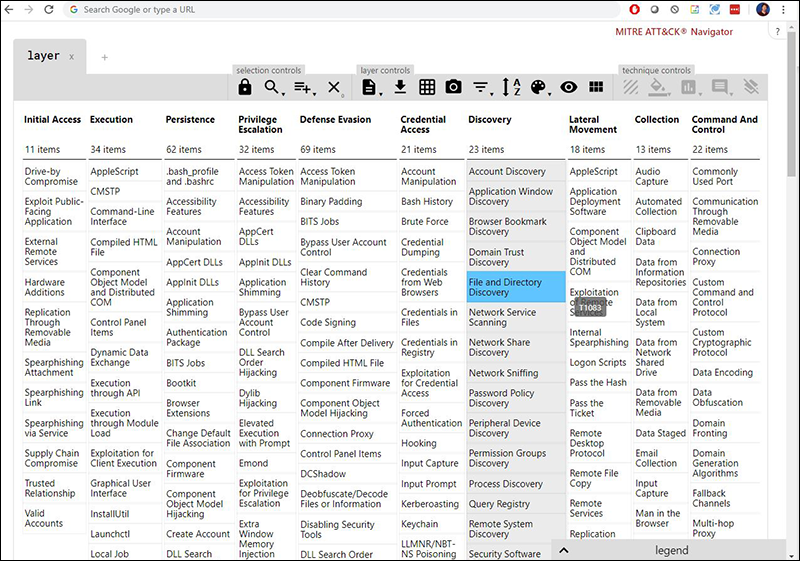 Search Google or type a URL
MITRE ATT&CK® Navigator
?
layer x +
selection controls
layer controls
technique controls
Initial Access
11 items
Drive-by
Compromise
Exploit Public-
Facing
Application
External
Remote
Services
Hardware
Additions
Replication
Through
Removable
Media
Spearphishing
Attachment
Spearphishing
Link
Spearphishing
via Service
Supply Chain
Compromise
Trusted
Relationship
Valid
Accounts
Execution
34 items
AppleScript
CMSTP
Command-Line
Interface
Compiled HTML
File
Component
Object Model
and Distributed
COM
Control Panel
Items
Dynamic Data
Exchange
Execution
through API
Execution
through Module
Load
Exploitation for
Client Execution
Graphical User
Interface
InstallUtil
Launchctl
Local Job
Persistence
62 items
.bash_profile
and .bashrc
Accessibility
Features
Account
Manipulation
AppCert DLLs
AppInit DLLs
Application
Shimming
Authentication
Package
BITS Jobs
Bootkit
Browser
Extensions
Change Default
File Association
Component
Firmware
Component
Object Model
Hijacking
Create Account
DLL Search
Privilege
Escalation
32 items
Access Token
Manipulation
Accessibility
Features
AppCert
DLLs
AppInit DLLs
Application
Shimming
Bypass User
Account
Control
DLL Search
Order
Hijacking
Dylib
Hijacking
Elevated
Execution
with Prompt
Emond
Exploitation
for Privilege
Escalation
Extra
Window
Memory
Injection
Defense Evasion
69 items
Access Token
Manipulation
Binary Padding
BITS Jobs
Bypass User Account
Control
Clear Command
History
CMSTP
Code Signing
Compile After Delivery
Compiled HTML File
Component Firmware
Component Object
Model Hijacking
Connection Proxy
Control Panel Items
DCShadow
Deobfuscate/Decode
Files or Information
Disabling Security
Tools
DLL Search Order
Credential
Access
21 items
Account
Manipulation
Bash History
Brute Force
Credential
Dumping
Credentials
from Web
Browsers
Credentials in
Files
Credentials in
Registry
Exploitation
for Credential
Access
Forced
Authentication
Hooking
Input Capture
Input Prompt
Kerberoasting
Keychain
LLMNR/NBT-
NS Poisoning
Discovery
23 items
Account Discovery
Application Window
Discovery
Browser Bookmark
Discovery
Domain Trust
Discovery
File and Directory
Discovery
Network Service
Scanning
Network Share
Discovery
Network Sniffing
Password Policy
Discovery
Peripheral Device
Discovery
Permission Groups
Discovery
Process Discovery
Query Registry
Remote System
Discovery
Security Software
Lateral
Movement
18 items
AppleScript
Application
Deployment
Software
Component
Object Model
and
Distributed
COM
Exploitation
of Remote
Services
T1083
Internal
Spearphishing
Logon Scripts
Pass the Hash
Pass the
Ticket
Remote
Desktop
Protocol
Remote File
Copy
Remote
Services
Replication
Collection
13 items
Audio
Capture
Automated
Collection
Clipboard
Data
Data from
Information
Repositories
Data from
Local
System
Data from
Network
Shared
Drive
Data from
Removable
Media
Data Staged
Email
Collection
Input
Capture
Man in the
Browser
Command And
Control
22 items
Commonly
Used Port
Communication
Through
Removable
Media
Connection
Proxy
Custom
Command and
Control
Protocol
Custom
Cryptographic
Protocol
Data Encoding
Data
Obfuscation
Domain
Fronting
Domain
Generation
Algorithms
Fallback
Channels
Multi-hop
Proxy
legend